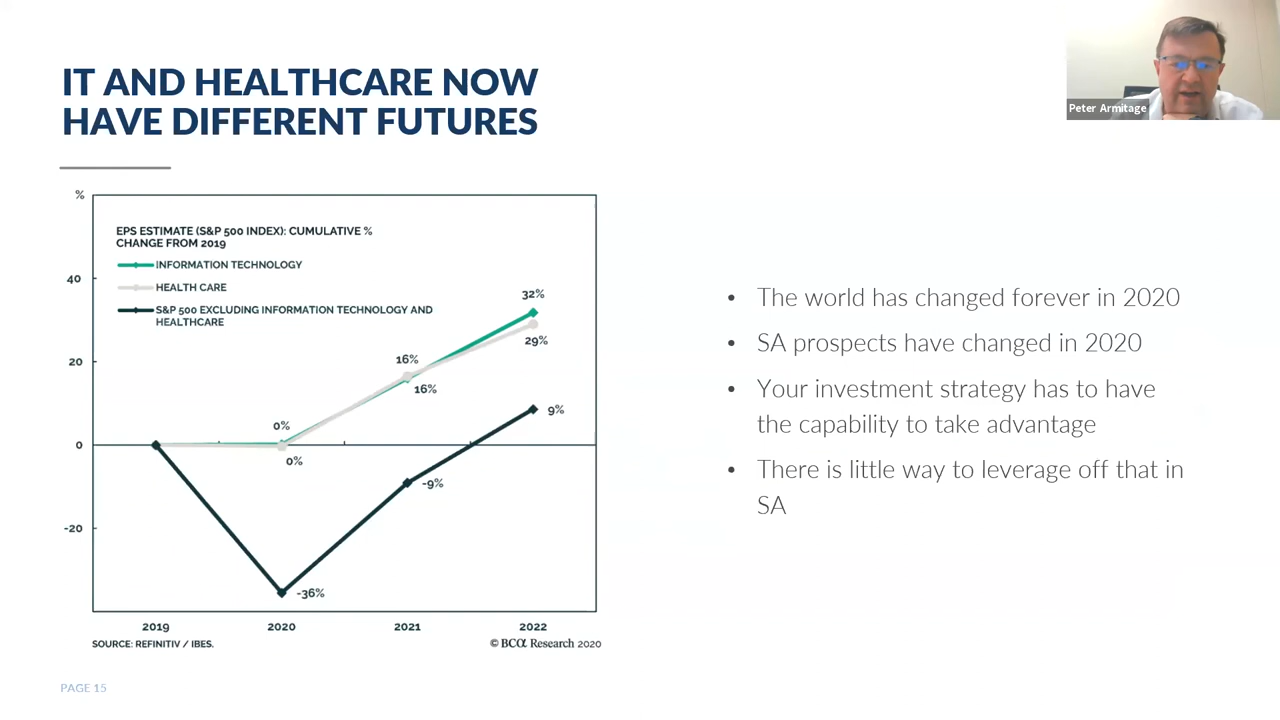 IT AND HEALTHCARE NOW
HAVE DIFFERENT FUTURES
Peter Armitage
%
EPS ESTIMATE (S&P 500 INDEX): CUMULATIVE %
CHANGE FROM 2019
INFORMATION TECHNOLOGY
HEALTH CARE
S&P 500 EXCLUDING INFORMATION TECHNOLOGY AND
HEALTHCARE
40
20
0
-20
32%
29%
16%
16%
0%
0%
9%
-9%
-36%
2019 2020 2021 2022
SOURCE: REFINITIV / IBES.
© BCα Research 2020
• The world has changed forever in 2020
• SA prospects have changed in 2020
• Your investment strategy has to have
the capability to take advantage
• There is little way to leverage off that in
SA
PAGE 15